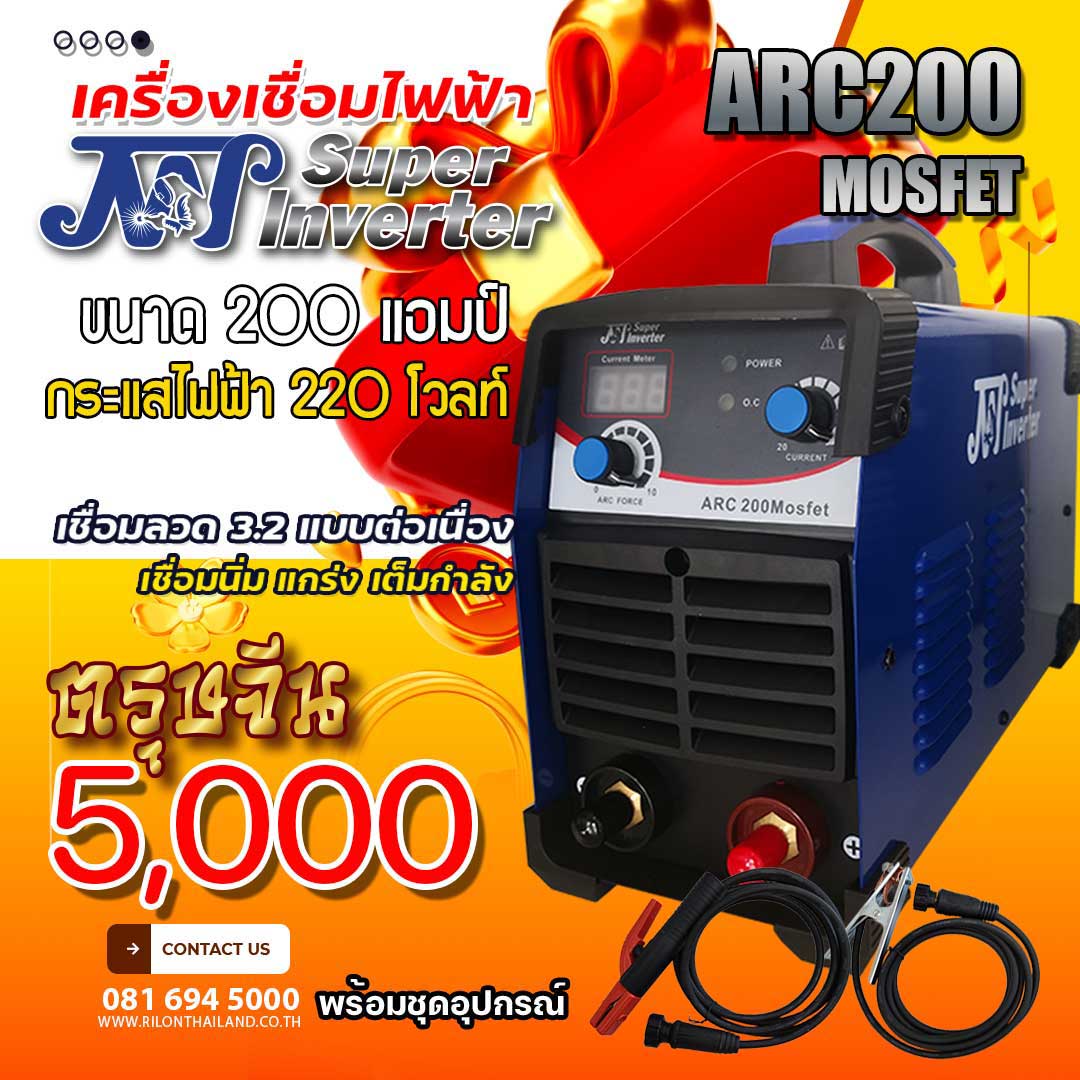 เครื่องเชื่อมไฟฟ้า
JNT Super
Inverter
ขนาด 200 แอมป์
กระแสไฟฟ้า 220 โวลท์
เชื่อมลวด 3.2 แบบต่อเนื่อง
เชื่อมนิ่ม แกร่ง เต็มกำลัง
ตรุษจีน
5,000
CONTACT US
081 694 5000
WWW.RILONTHAILAND.CO.TH
พร้อมชุดอุปกรณ์
ARC200
MOSFET
Super
Inverter
Current Meter
POWER
O.C
20
CURRENT
0 10
ARC FORCE
ARC 200Mosfet
Super
Inverter